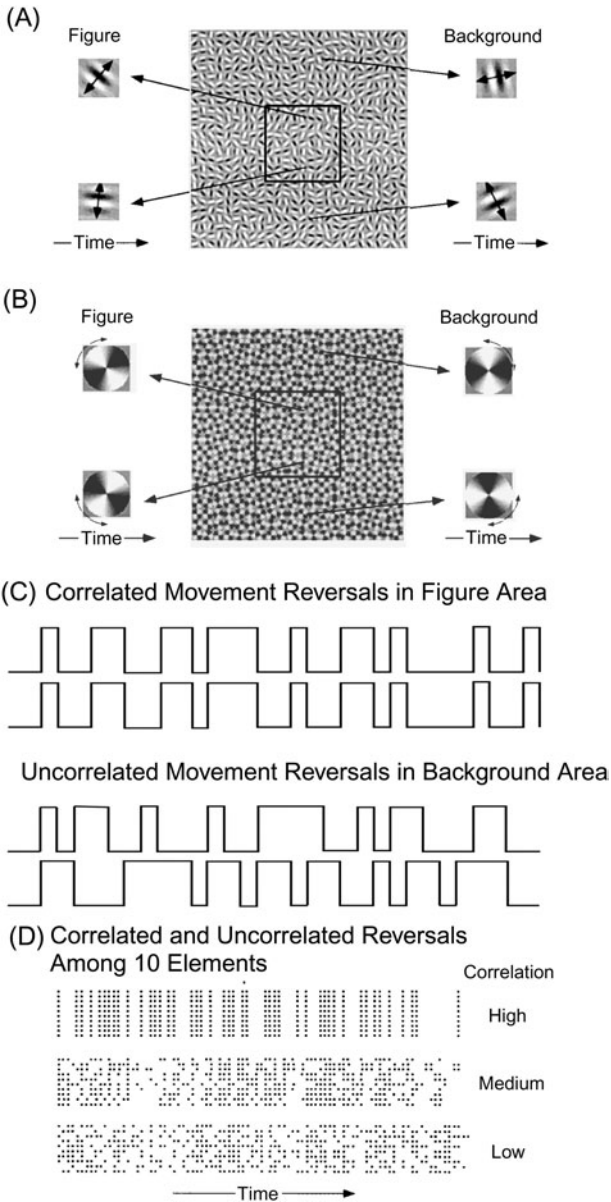 (A)
Figure
Background
Time
Time
(B)
Figure
Background
Time
Time
(C) Correlated Movement Reversals in Figure Area
Uncorrelated Movement Reversals in Background Area
(D) Correlated and Uncorrelated Reversals
Among 10 Elements
Correlation
High
Medium
Low
Time